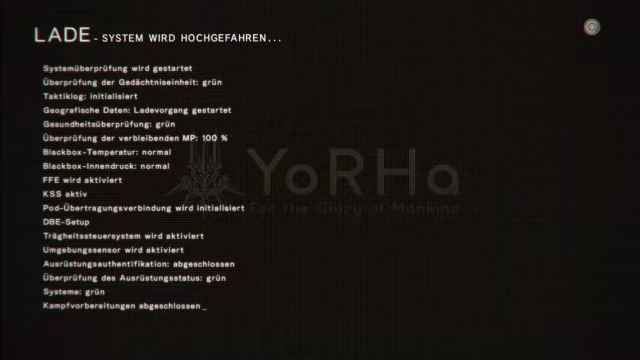 LADE - SYSTEM WIRD HOCHGEFAHREN...
Systemüberprüfung wird gestartet
Überprüfung der Gedächtniseinheit: grün
Taktiklog: initialisiert
Geografische Daten: Ladevorgang gestartet
Gesundheitsüberprüfung: grün
Überprüfung der verbleibenden MP: 100 %
Blackbox-Temperatur: normal
Blackbox-Innendruck: normal
FFE wird aktiviert
KSS aktiv
Pod-Übertragungsverbindung wird initialisiert
DBE-Setup
Trägheitssteuersystem wird aktiviert
Umgebungssensor wird aktiviert
Ausrüstungsauthentifikation: abgeschlossen
Überprüfung des Ausrüstungsstatus: grün
Systeme: grün
Kampfvorbereitungen abgeschlossen_
YoRHa
For the Glory of Mankind